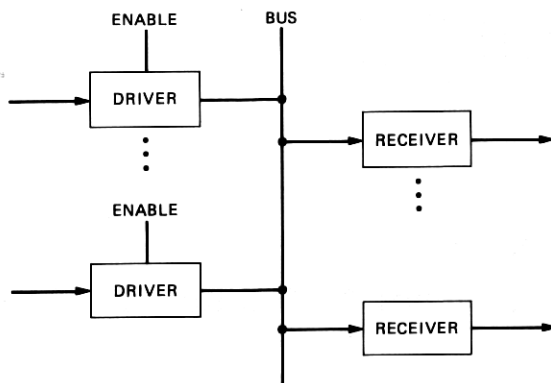 ENABLE
BUS
DRIVER
RECEIVER
ENABLE
DRIVER
RECEIVER